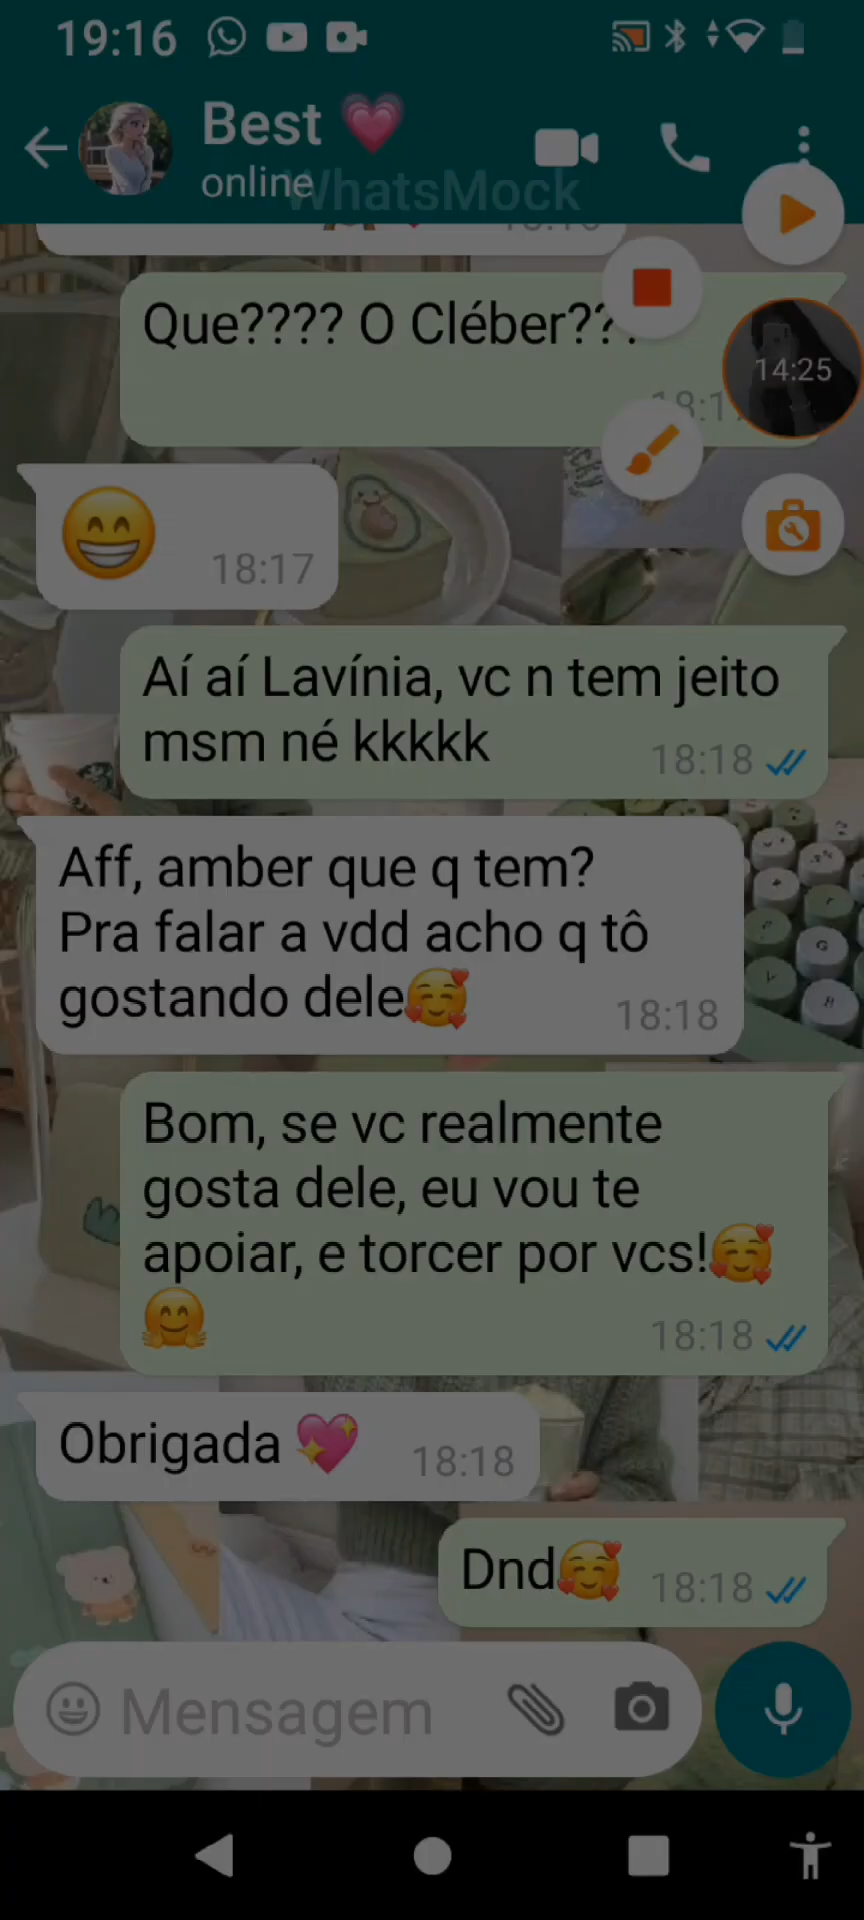 19:16
Best 💗
online
WhatsMock
Que???? O Cléber???
14:25
😁 18:17
Aí aí Lavínia, vc n tem jeito
msm né kkkkk
18:18
Aff, amber que q tem?
Pra falar a vdd acho q tô
gostando dele🥰
18:18
Bom, se vc realmente
gosta dele, eu vou te
apoiar, e torcer por vcs!🥰
🤗
18:18
Obrigada 💖 18:18
Dnd🥰 18:18
Mensagem